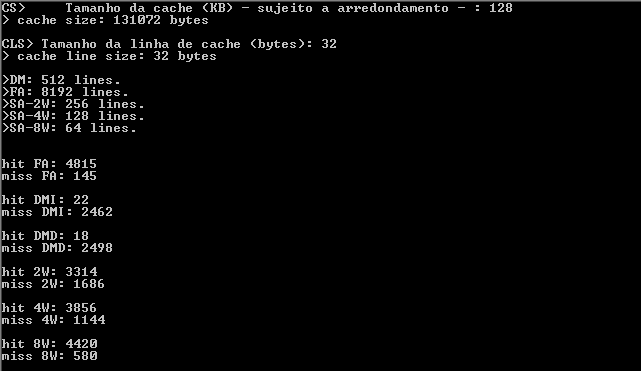 CS>     Tamanho da cache (KB) - sujeito a arredondamento - : 128
> cache size: 131072 bytes
CLS> Tamanho da linha de cache (bytes): 32
> cache line size: 32 bytes
>DM: 512 lines.
>FA: 8192 lines.
>SA-2W: 256 lines.
>SA-4W: 128 lines.
>SA-8W: 64 lines.
hit FA: 4815
miss FA: 145
hit DMI: 22
miss DMI: 2462
hit DMD: 18
miss DMD: 2498
hit 2W: 3314
miss 2W: 1686
hit 4W: 3856
miss 4W: 1144
hit 8W: 4420
miss 8W: 580